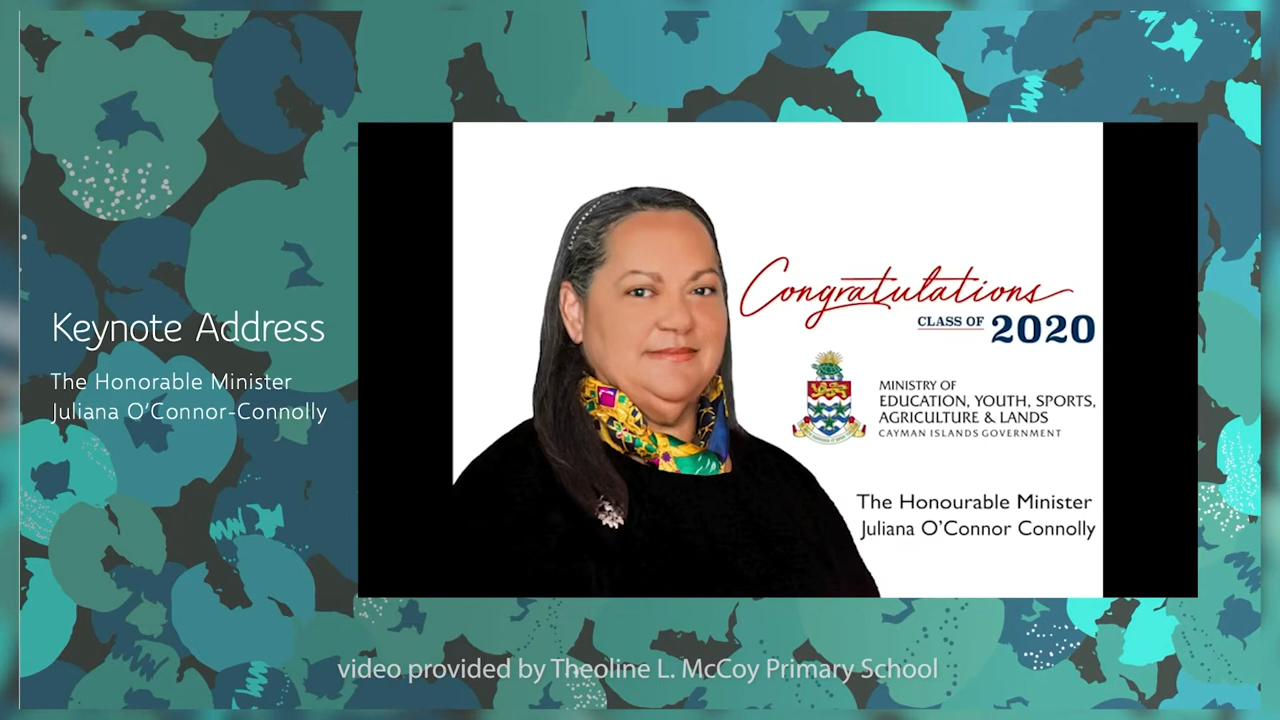 Keynote Address
The Honorable Minister
Juliana O'Connor-Connolly
Congratulations
CLASS OF 2020
MINISTRY OF
EDUCATION, YOUTH, SPORTS,
AGRICULTURE & LANDS
CAYMAN ISLANDS GOVERNMENT
The Honourable Minister
Juliana O'Connor Connolly
video provided by Theoline L. McCoy Primary School